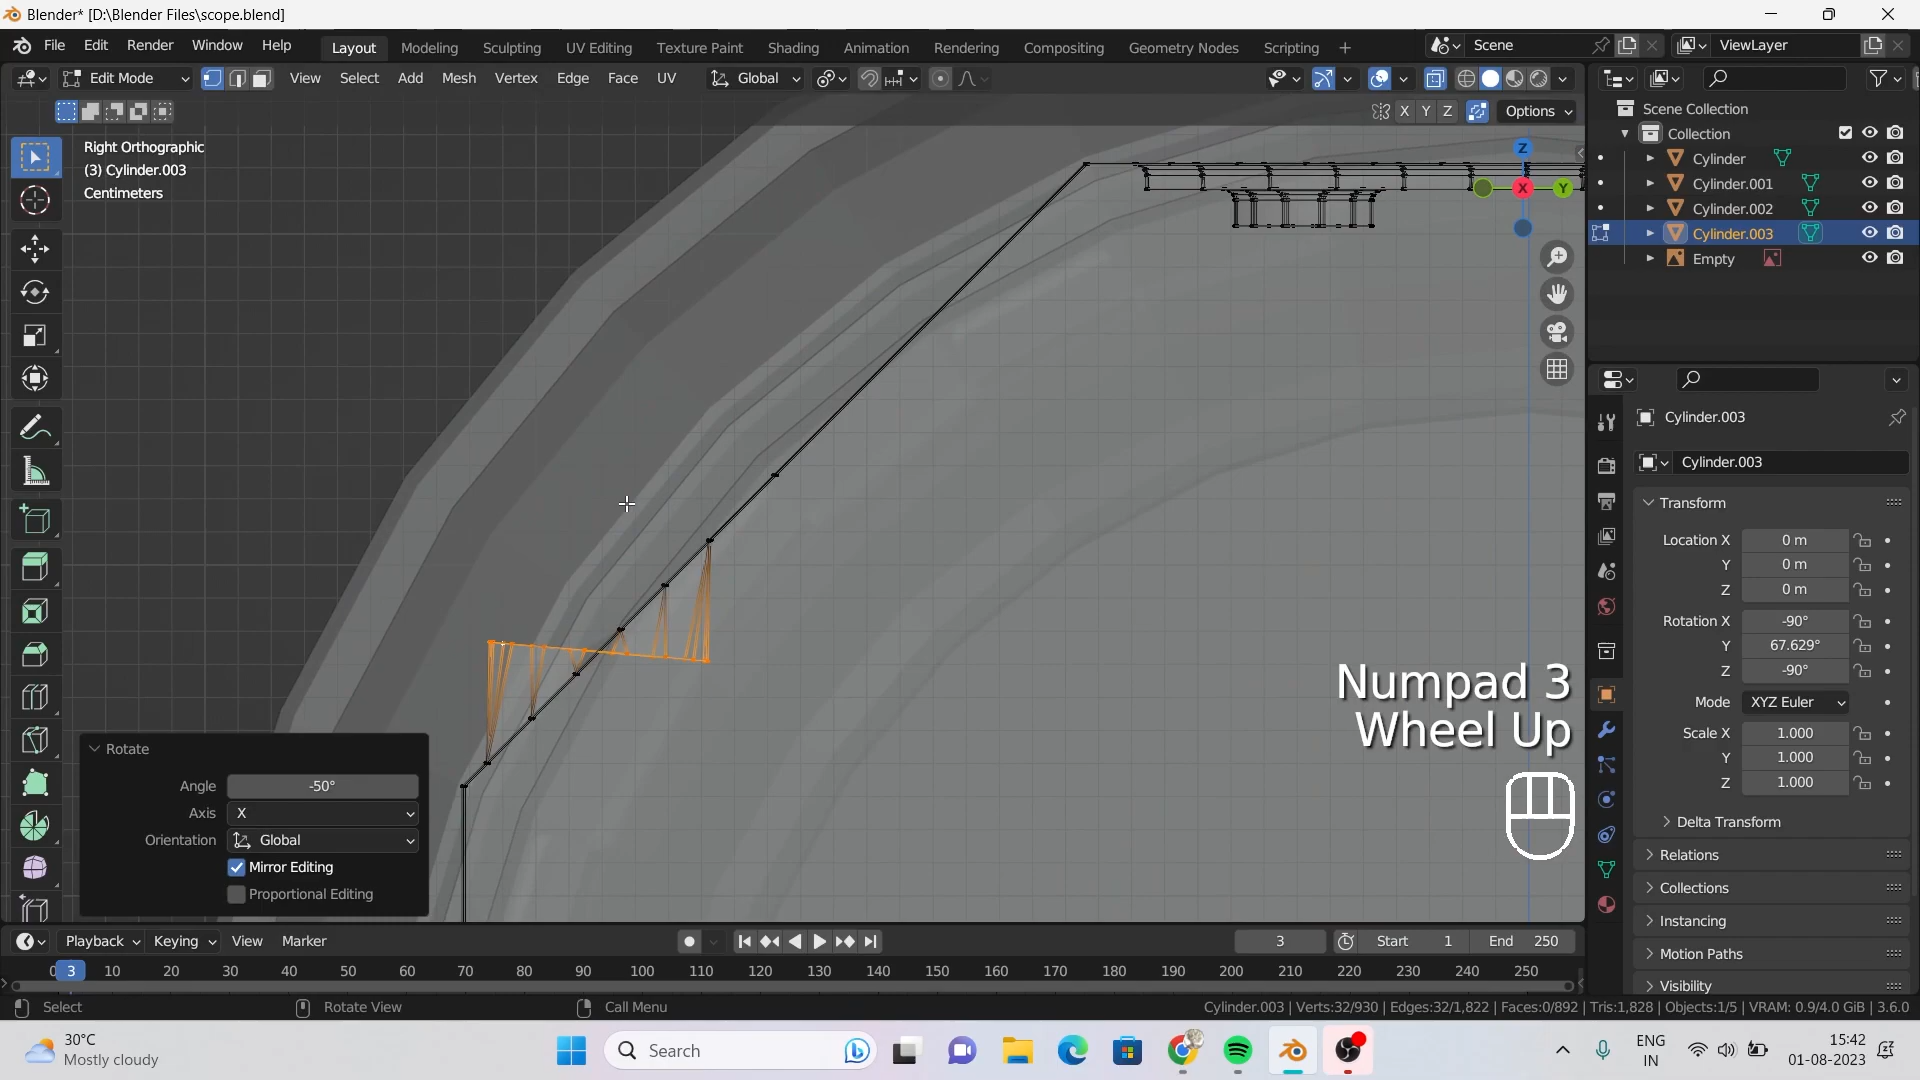 Blender* [D:\Blender Files\scope.blend]
File Edit Render Window Help Layout Modeling Sculpting UV Editing Texture Paint Shading Animation Rendering Compositing Geometry Nodes Scripting + Scene ViewLayer
Edit Mode View Select Add Mesh Vertex Edge Face UV Global
X Y Z Options
Right Orthographic
(3) Cylinder.003
Centimeters
Z
X
Y
Scene Collection
Collection
Cylinder
Cylinder.001
Cylinder.002
Cylinder.003
Empty
Cylinder.003
Cylinder.003
Transform
Location X 0 m
Y 0 m
Z 0 m
Rotation X -90°
Y 67.629°
Z -90°
Mode XYZ Euler
Scale X 1.000
Y 1.000
Z 1.000
Delta Transform
Relations
Collections
Instancing
Motion Paths
Visibility
Numpad 3
Wheel Up
Rotate
Angle -50°
Axis X
Orientation Global
Mirror Editing
Proportional Editing
Playback Keying View Marker 3 Start 1 End 250
0 3 10 20 30 40 50 60 70 80 90 100 110 120 130 140 150 160 170 180 190 200 210 220 230 240 250
Select Rotate View Call Menu Cylinder.003 | Verts:32/930 | Edges:32/1,822 | Faces:0/892 | Tris:1,828 | Objects:1/5 | VRAM: 0.9/4.0 GiB | 3.6.0
30°C
Mostly cloudy
Search
ENG
IN
15:42
01-08-2023